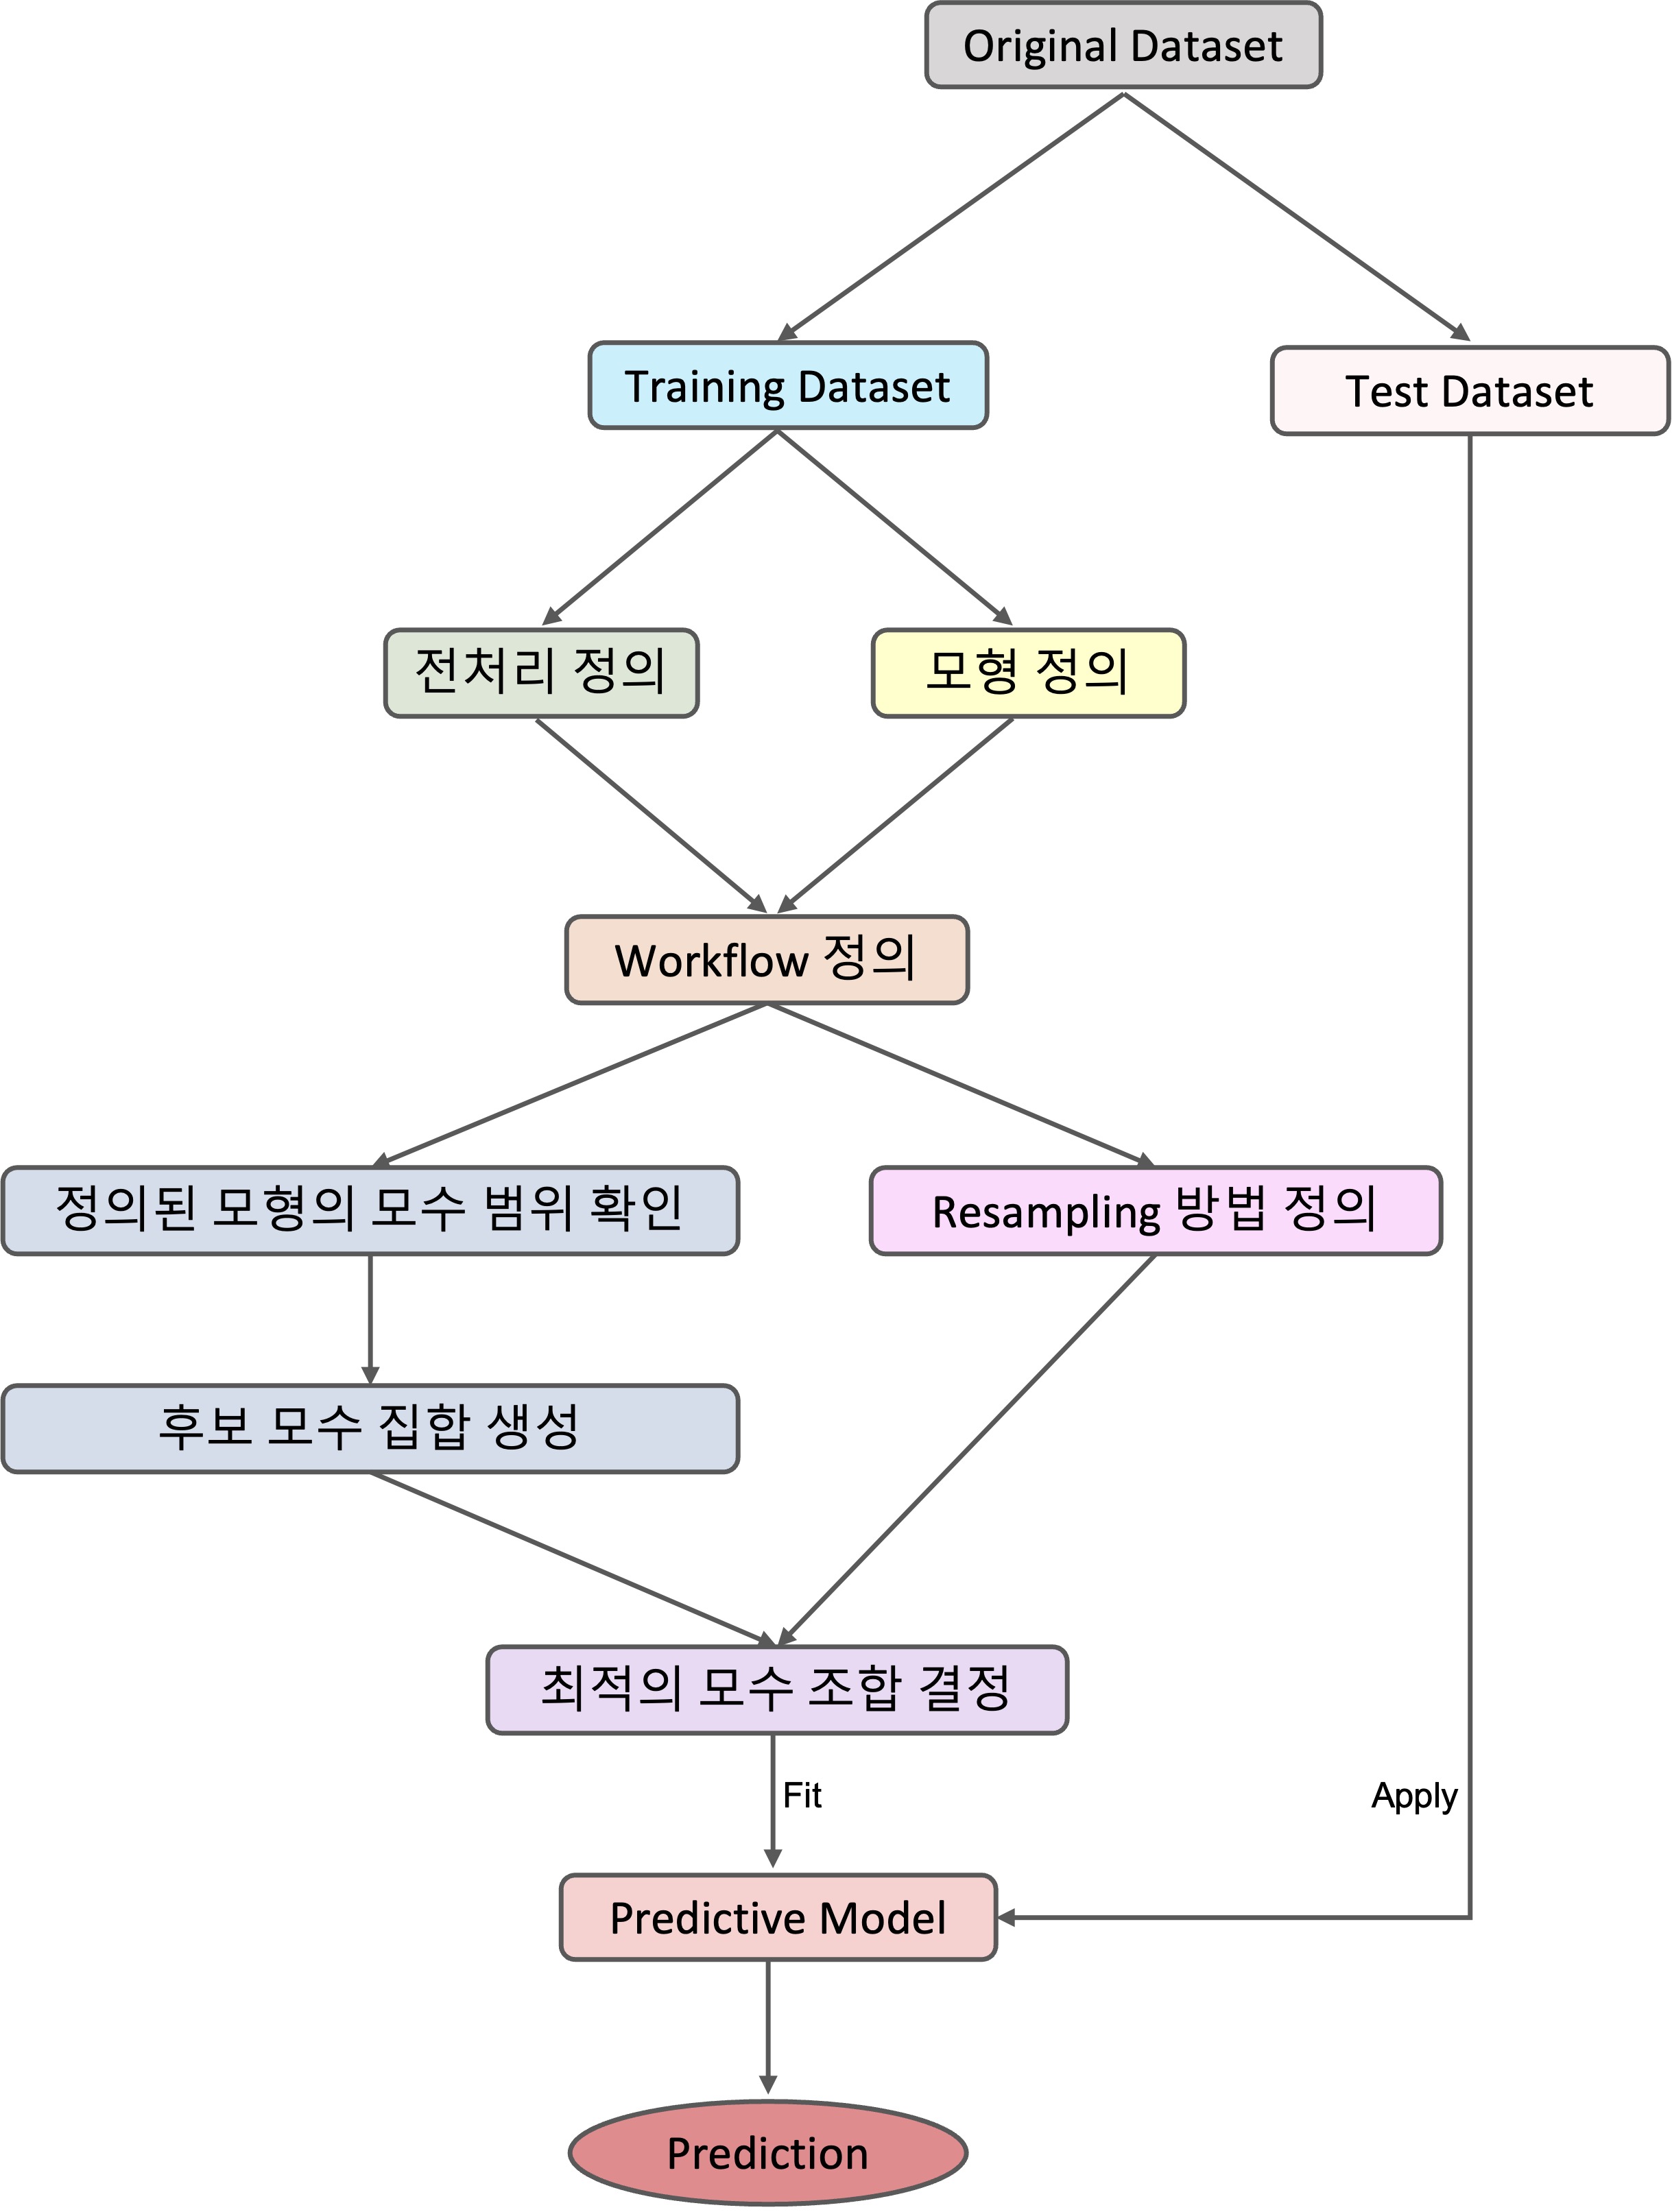 Original Dataset
Training Dataset
Test Dataset
전처리 정의
모형 정의
Workflow 정의
정의된 모형의 모수 범위 확인
Resampling 방법 정의
후보 모수 집합 생성
최적의 모수 조합 결정
Fit
Apply
Predictive Model
Prediction